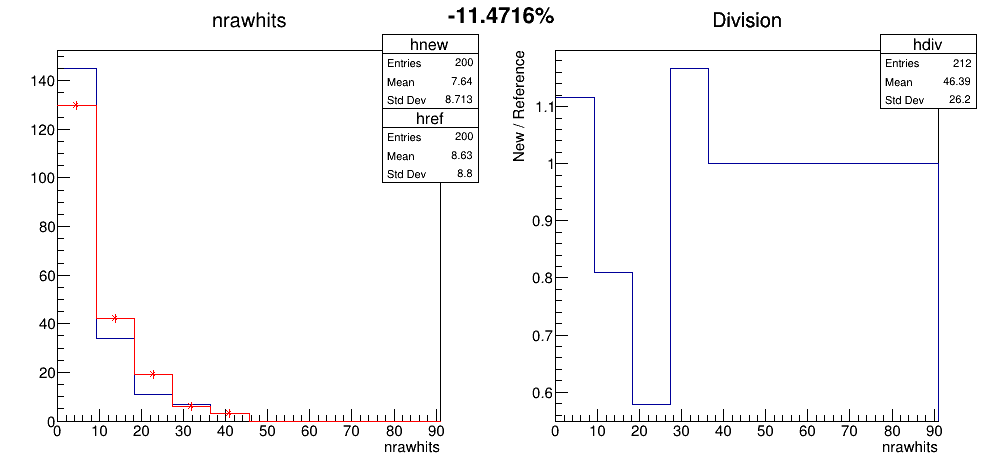 -11.4716%
nrawhits
hnew
Entries 200
Mean 7.64
Std Dev 8.713
href
Entries 200
Mean 8.63
Std Dev 8.8
140
120
100
80
60
40
20
0
0 10 20 30 40 50 60 70 80 90
nrawhits
Division
hdiv
Entries 212
Mean 46.39
Std Dev 26.2
New / Reference
1.1
1
0.9
0.8
0.7
0.6
0 10 20 30 40 50 60 70 80 90
nrawhits